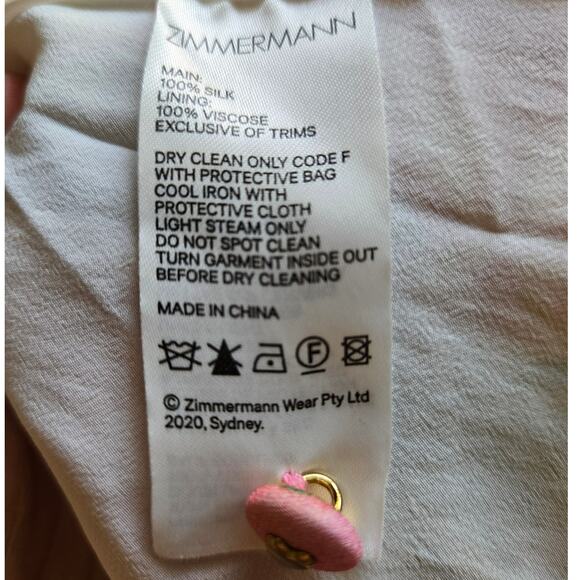 ZIMMERMANN
MAIN:
100% SILK
LINING:
100% VISCOSE
EXCLUSIVE OF TRIMS
DRY CLEAN ONLY CODE F
WITH PROTECTIVE BAG
COOL IRON WITH
PROTECTIVE CLOTH
LIGHT STEAM ONLY
DO NOT SPOT CLEAN
TURN GARMENT INSIDE OUT
BEFORE DRY CLEANING
MADE IN CHINA
F
© Zimmermann Wear Pty Ltd
2020, Sydney.